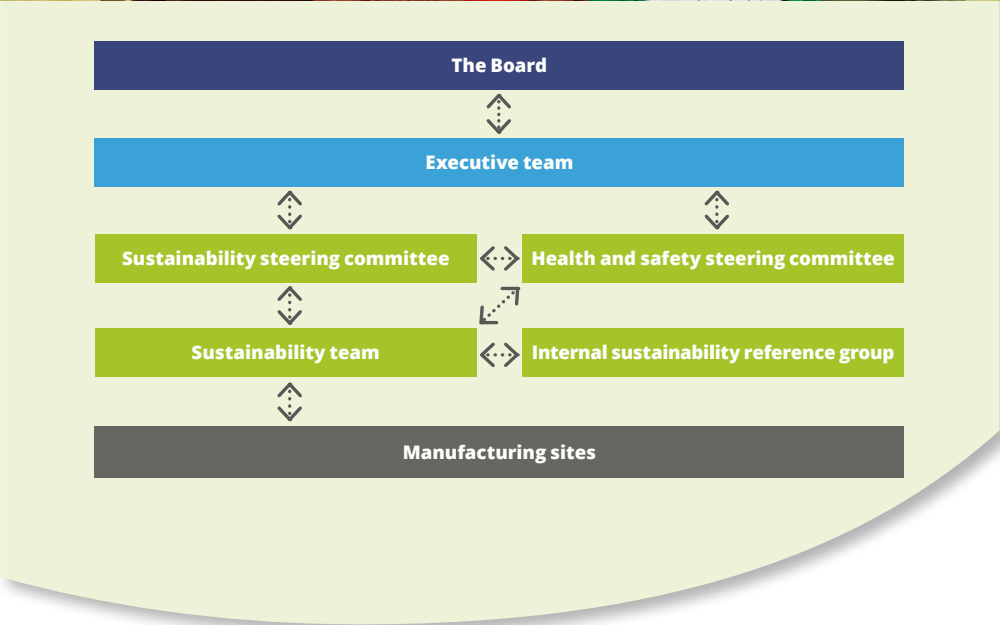 The Board
Executive team
Sustainability steering committee
Health and safety steering committee
Sustainability team
Internal sustainability reference group
Manufacturing sites